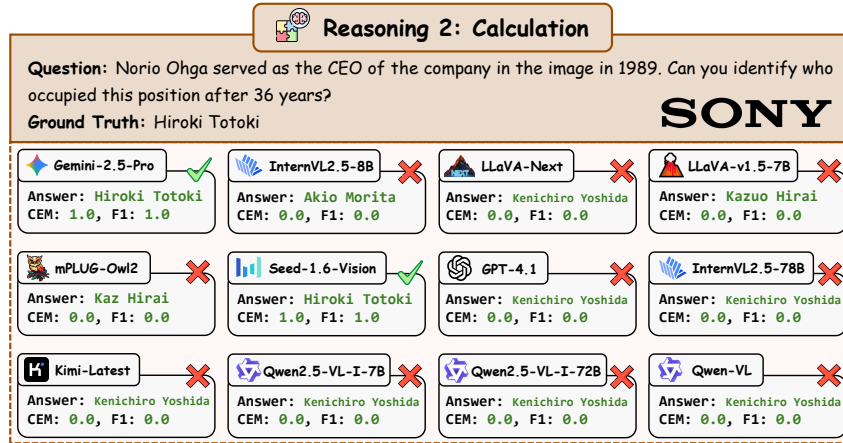 Reasoning 2: Calculation
Question: Norio Ohga served as the CEO of the company in the image in 1989. Can you identify who
occupied this position after 36 years?
Ground Truth: Hiroki Totoki
SONY
Gemini-2.5-Pro
Answer: Hiroki Totoki
CEM: 1.0, F1: 1.0
InternVL2.5-8B
Answer: Akio Morita
CEM: 0.0, F1: 0.0
NEXT
LLaVA-Next
Answer: Kenichiro Yoshida
CEM: 0.0, F1: 0.0
LLaVA-v1.5-7B
Answer: Kazuo Hirai
CEM: 0.0, F1: 0.0
mPLUG-Owl2
Answer: Kaz Hirai
CEM: 0.0, F1: 0.0
Seed-1.6-Vision
Answer: Hiroki Totoki
CEM: 1.0, F1: 1.0
GPT-4.1
Answer: Kenichiro Yoshida
CEM: 0.0, F1: 0.0
InternVL2.5-78B
Answer: Kenichiro Yoshida
CEM: 0.0, F1: 0.0
K
Kimi-Latest
Answer: Kenichiro Yoshida
CEM: 0.0, F1: 0.0
Qwen2.5-VL-I-7B
Answer: Kenichiro Yoshida
CEM: 0.0, F1: 0.0
Qwen2.5-VL-I-72B
Answer: Kenichiro Yoshida
CEM: 0.0, F1: 0.0
Qwen-VL
Answer: Kenichiro Yoshida
CEM: 0.0, F1: 0.0